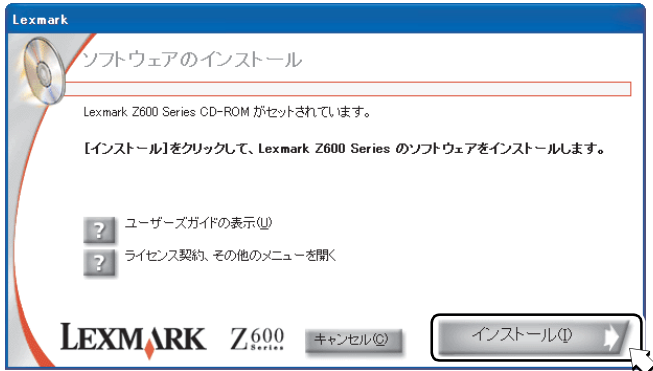 Lexmark
ソフトウェアのインストール
Lexmark Z600 Series CD-ROM がセットされています。
[インストール]をクリックして、Lexmark Z600 Series のソフトウェアをインストールします。
? ユーザーズガイドの表示(U)
? ライセンス契約、その他のメニューを開く
LEXMARK Z600 Series キャンセル(C) インストール(I)